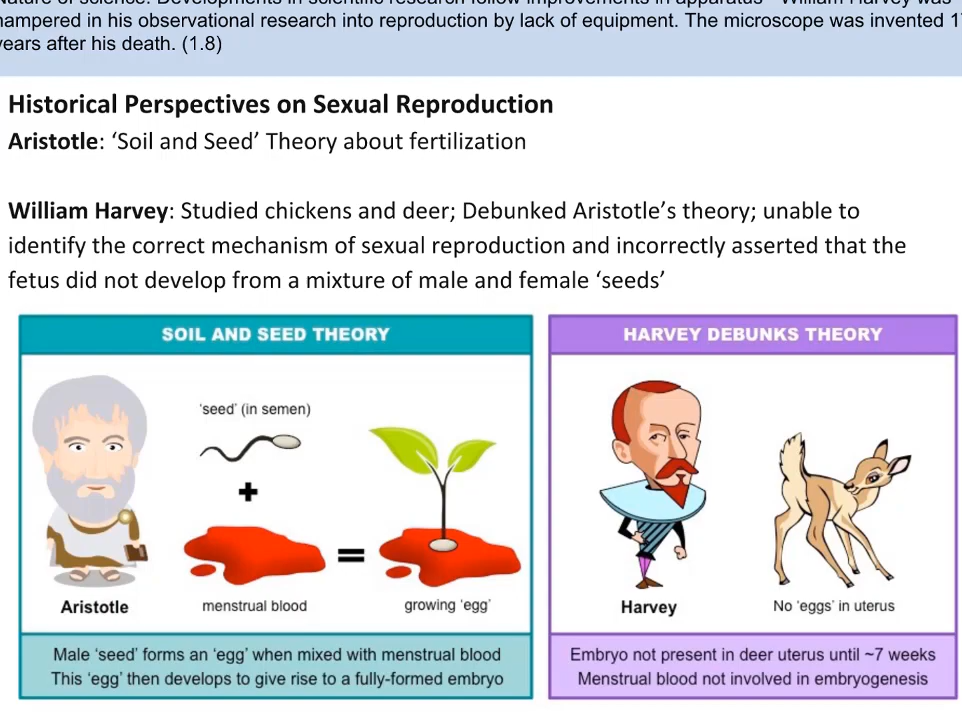 Nature of science: Developments in scientific research follow improvements in apparatus - William Harvey was
hampered in his observational research into reproduction by lack of equipment. The microscope was invented
years after his death. (1.8)
Historical Perspectives on Sexual Reproduction
Aristotle: ‘Soil and Seed’ Theory about fertilization
William Harvey: Studied chickens and deer; Debunked Aristotle’s theory; unable to
identify the correct mechanism of sexual reproduction and incorrectly asserted that the
fetus did not develop from a mixture of male and female ‘seeds’
SOIL AND SEED THEORY
‘seed’ (in semen)
+
=
Aristotle
menstrual blood
growing ‘egg’
Male ‘seed’ forms an ‘egg’ when mixed with menstrual blood
This ‘egg’ then develops to give rise to a fully-formed embryo
HARVEY DEBUNKS THEORY
Harvey
No ‘eggs’ in uterus
Embryo not present in deer uterus until ~7 weeks
Menstrual blood not involved in embryogenesis